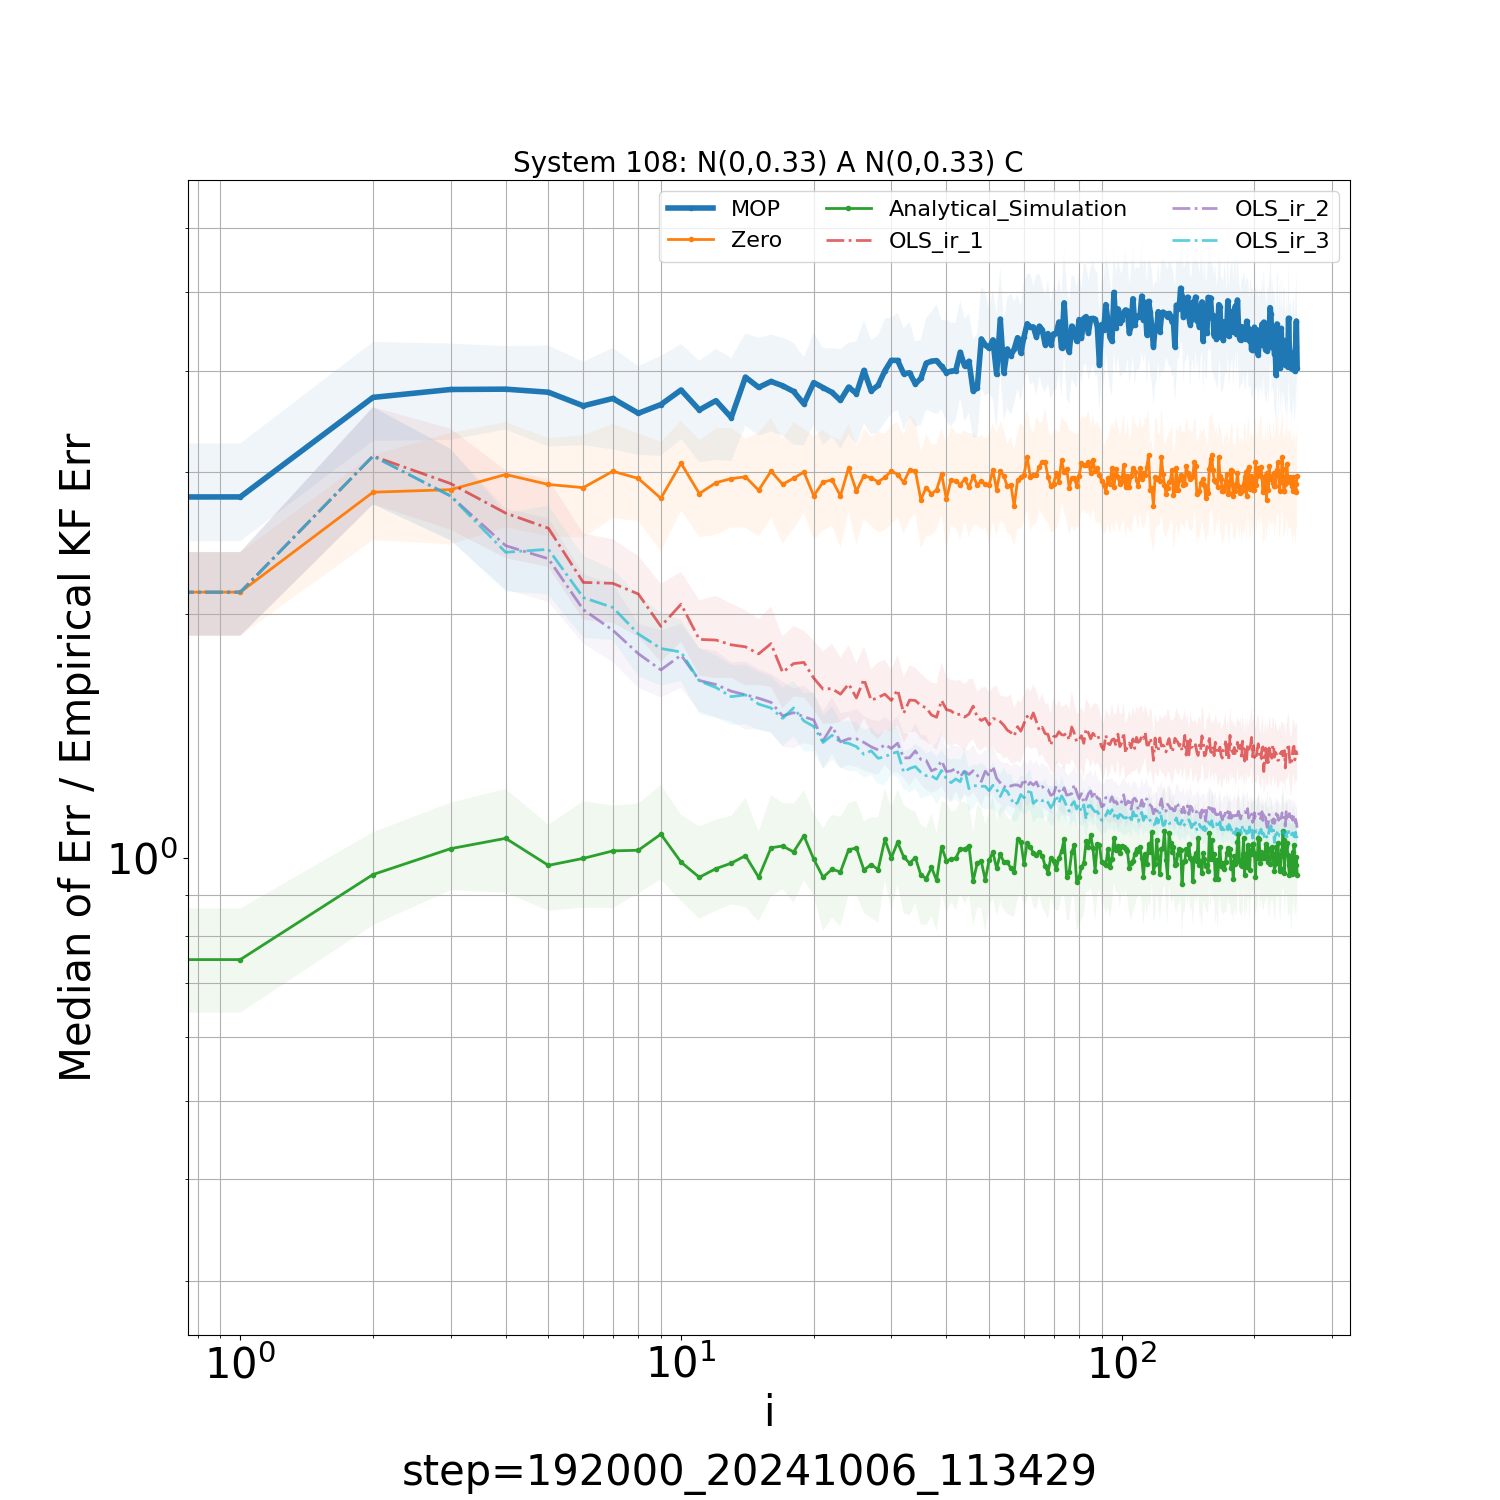 System 108: N(0,0.33) A N(0,0.33) C
MOP
Zero
Analytical_Simulation
OLS_ir_1
OLS_ir_2
OLS_ir_3
Median of Err / Empirical KF Err
10⁰
10⁰ 10¹ 10²
i
step=192000_20241006_113429